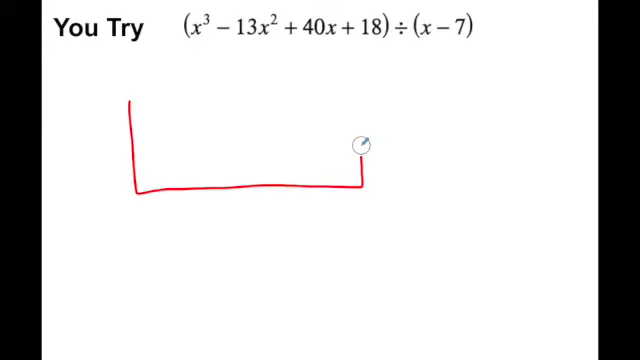 You Try (x³ − 13x² + 40x + 18) ÷ (x − 7)